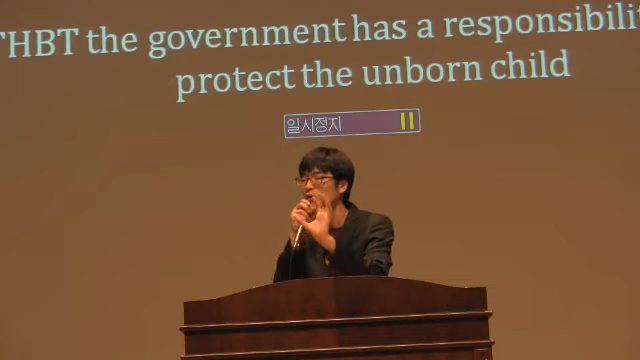 THBT the government has a responsibili
protect the unborn child
일시정지